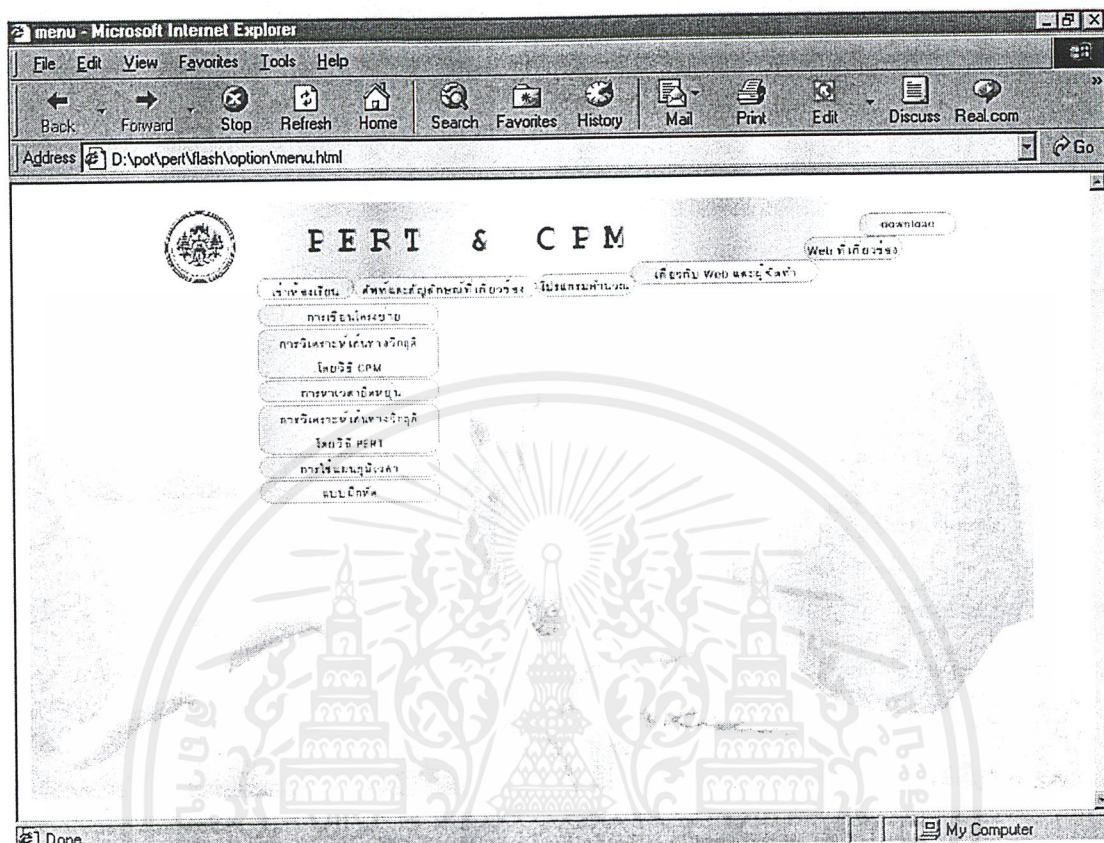 menu - Microsoft Internet Explorer
File Edit View Favorites Tools Help
Back Forward Stop Refresh Home Search Favorites History Mail Print Edit Discuss Real.com
Address D:\pot\pert\flash\option\menu.html Go
PERT & CPM
download
Web ที่เกี่ยวข้อง
เกี่ยวกับ Web และผู้จัดทำ
เข้าห้องเรียน ศัพท์และสัญลักษณ์ที่เกี่ยวข้อง โปรแกรมคำนวณ
การเขียนโครงข่าย
การวิเคราะห์เส้นทางวิกฤติ
โดยวิธี CPM
การหาเวลายืดหยุ่น
การวิเคราะห์เส้นทางวิกฤติ
โดยวิธี PERT
การใช้แผนภูมิเวลา
แบบฝึกหัด
Done My Computer